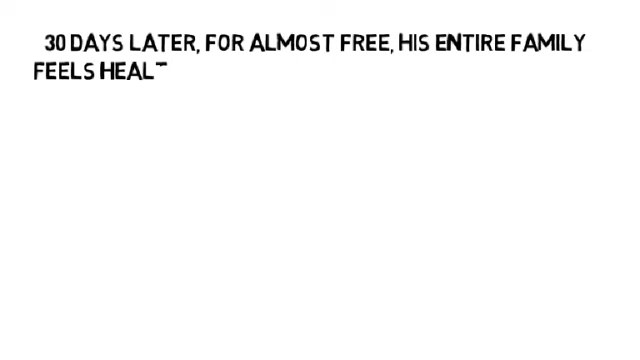 30 DAYS LATER, FOR ALMOST FREE, HIS ENTIRE FAMILY
FEELS HEAL